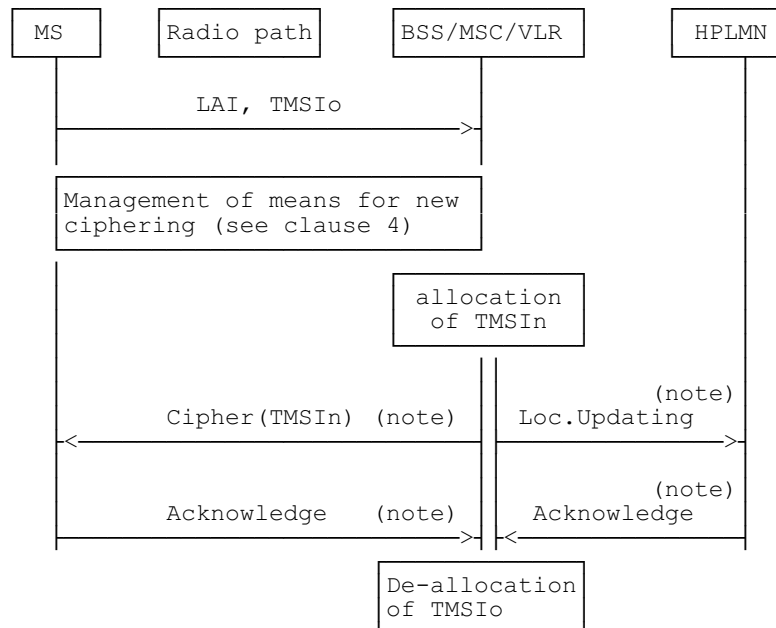 MS
Radio path
BSS/MSC/VLR
HPLMN
LAI, TMSIo
Management of means for new
ciphering (see clause 4)
allocation
of TMSIn
(note)
Cipher(TMSIn) (note)
Loc.Updating
(note)
Acknowledge (note)
Acknowledge
De-allocation
of TMSIo